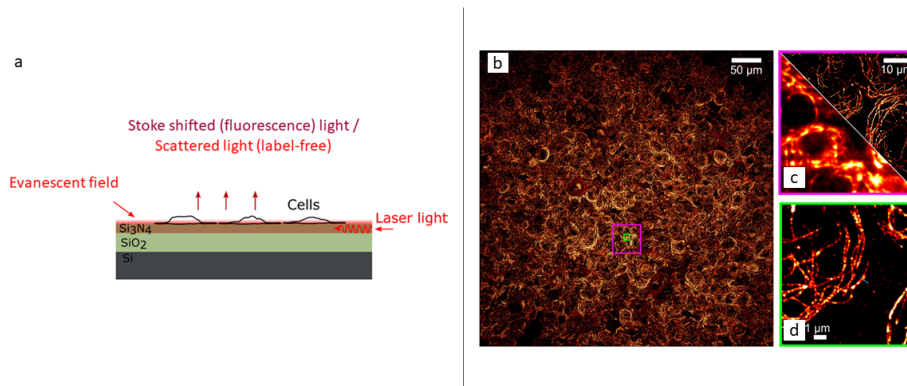 a
Stoke shifted (fluorescence) light /
Scattered light (label-free)
Evanescent field
Cells
Laser light
Si3N4
SiO2
Si
b
50 µm
10 µm
c
d
1 µm